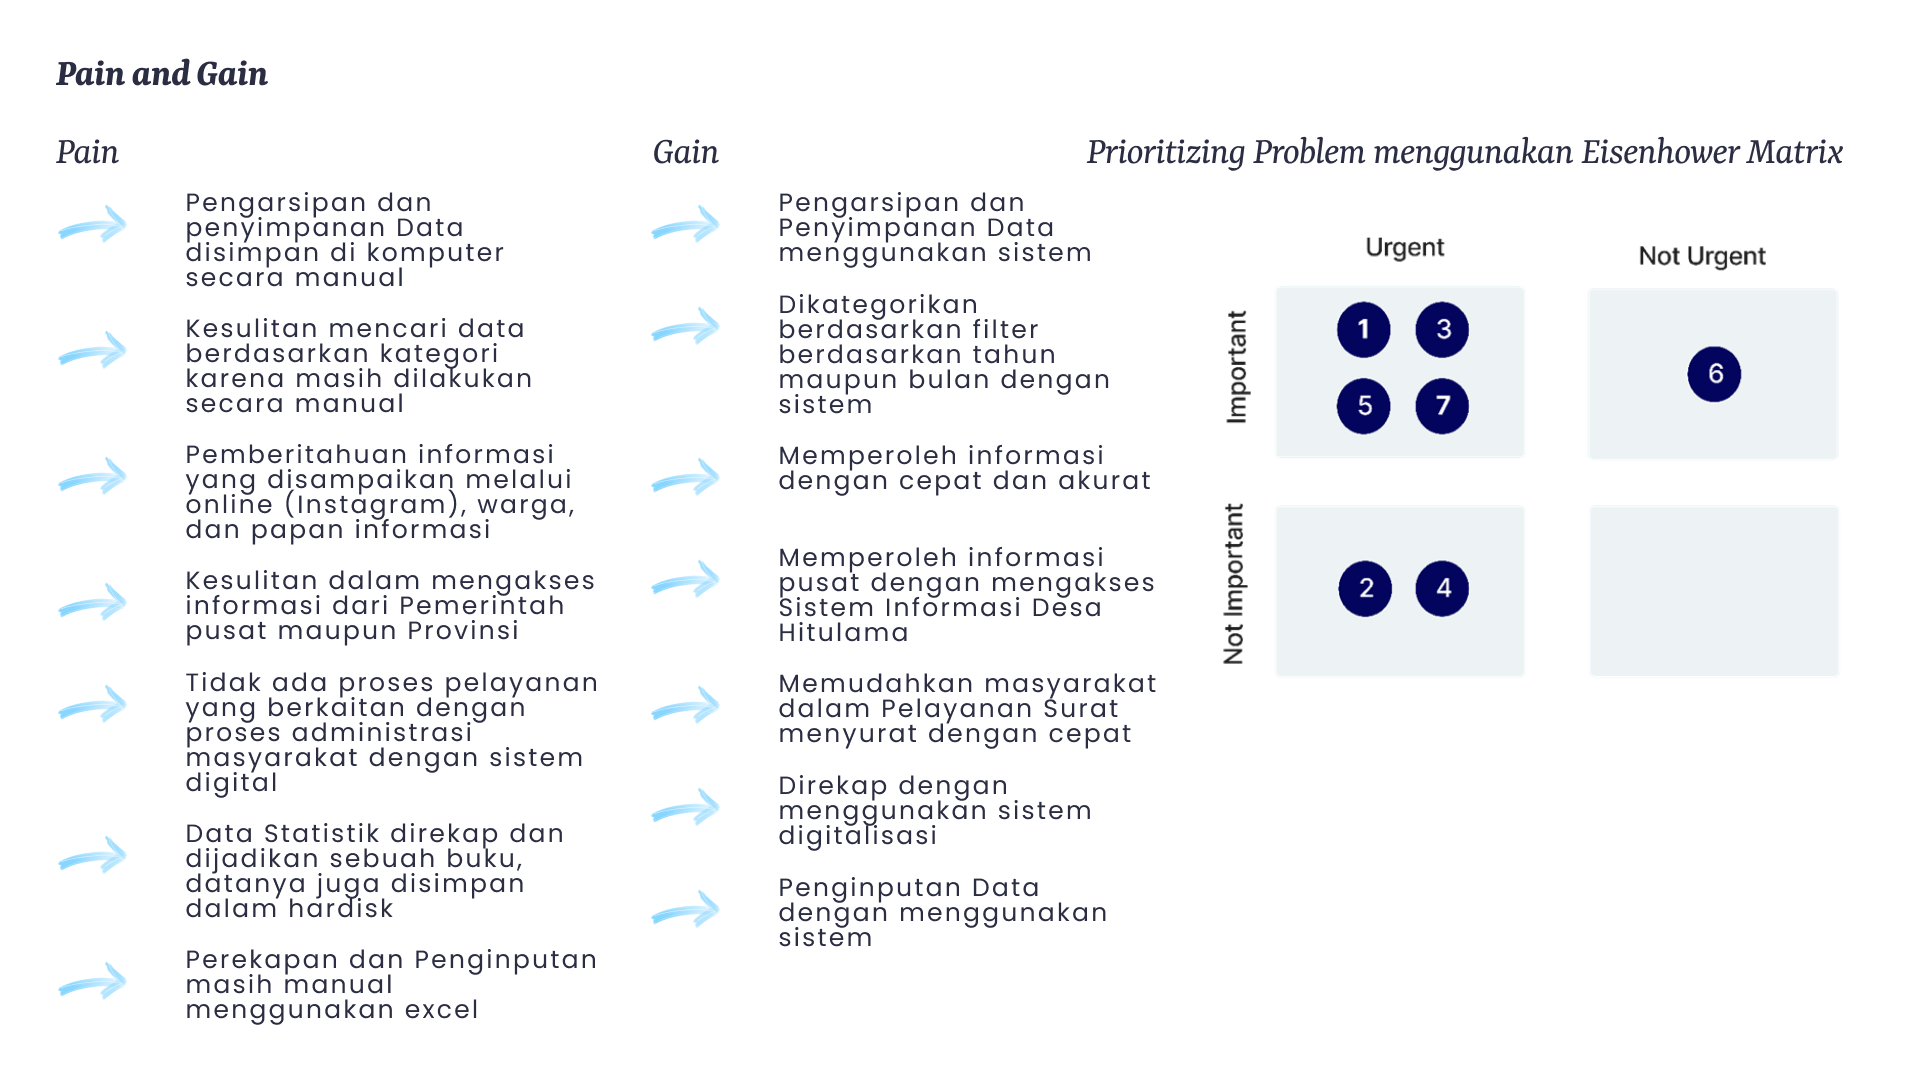 Pain and Gain
Pain
Pengarsipan dan
penyimpanan Data
disimpan di komputer
secara manual
Kesulitan mencari data
berdasarkan kategori
karena masih dilakukan
secara manual
Pemberitahuan informasi
yang disampaikan melalui
online (Instagram), warga,
dan papan informasi
Kesulitan dalam mengakses
informasi dari Pemerintah
pusat maupun Provinsi
Tidak ada proses pelayanan
yang berkaitan dengan
proses administrasi
masyarakat dengan sistem
digital
Data Statistik direkap dan
dijadikan sebuah buku,
datanya juga disimpan
dalam hardisk
Perekapan dan Penginputan
masih manual
menggunakan excel
Gain
Pengarsipan dan
Penyimpanan Data
menggunakan sistem
Dikategorikan
berdasarkan filter
berdasarkan tahun
maupun bulan dengan
sistem
Memperoleh informasi
dengan cepat dan akurat
Memperoleh informasi
pusat dengan mengakses
Sistem Informasi Desa
Hitulama
Memudahkan masyarakat
dalam Pelayanan Surat
menyurat dengan cepat
Direkap dengan
menggunakan sistem
digitalisasi
Penginputan Data
dengan menggunakan
sistem
Prioritizing Problem menggunakan Eisenhower Matrix
Urgent
Not Urgent
Important
1 3
5 7
6
Not Important
2 4